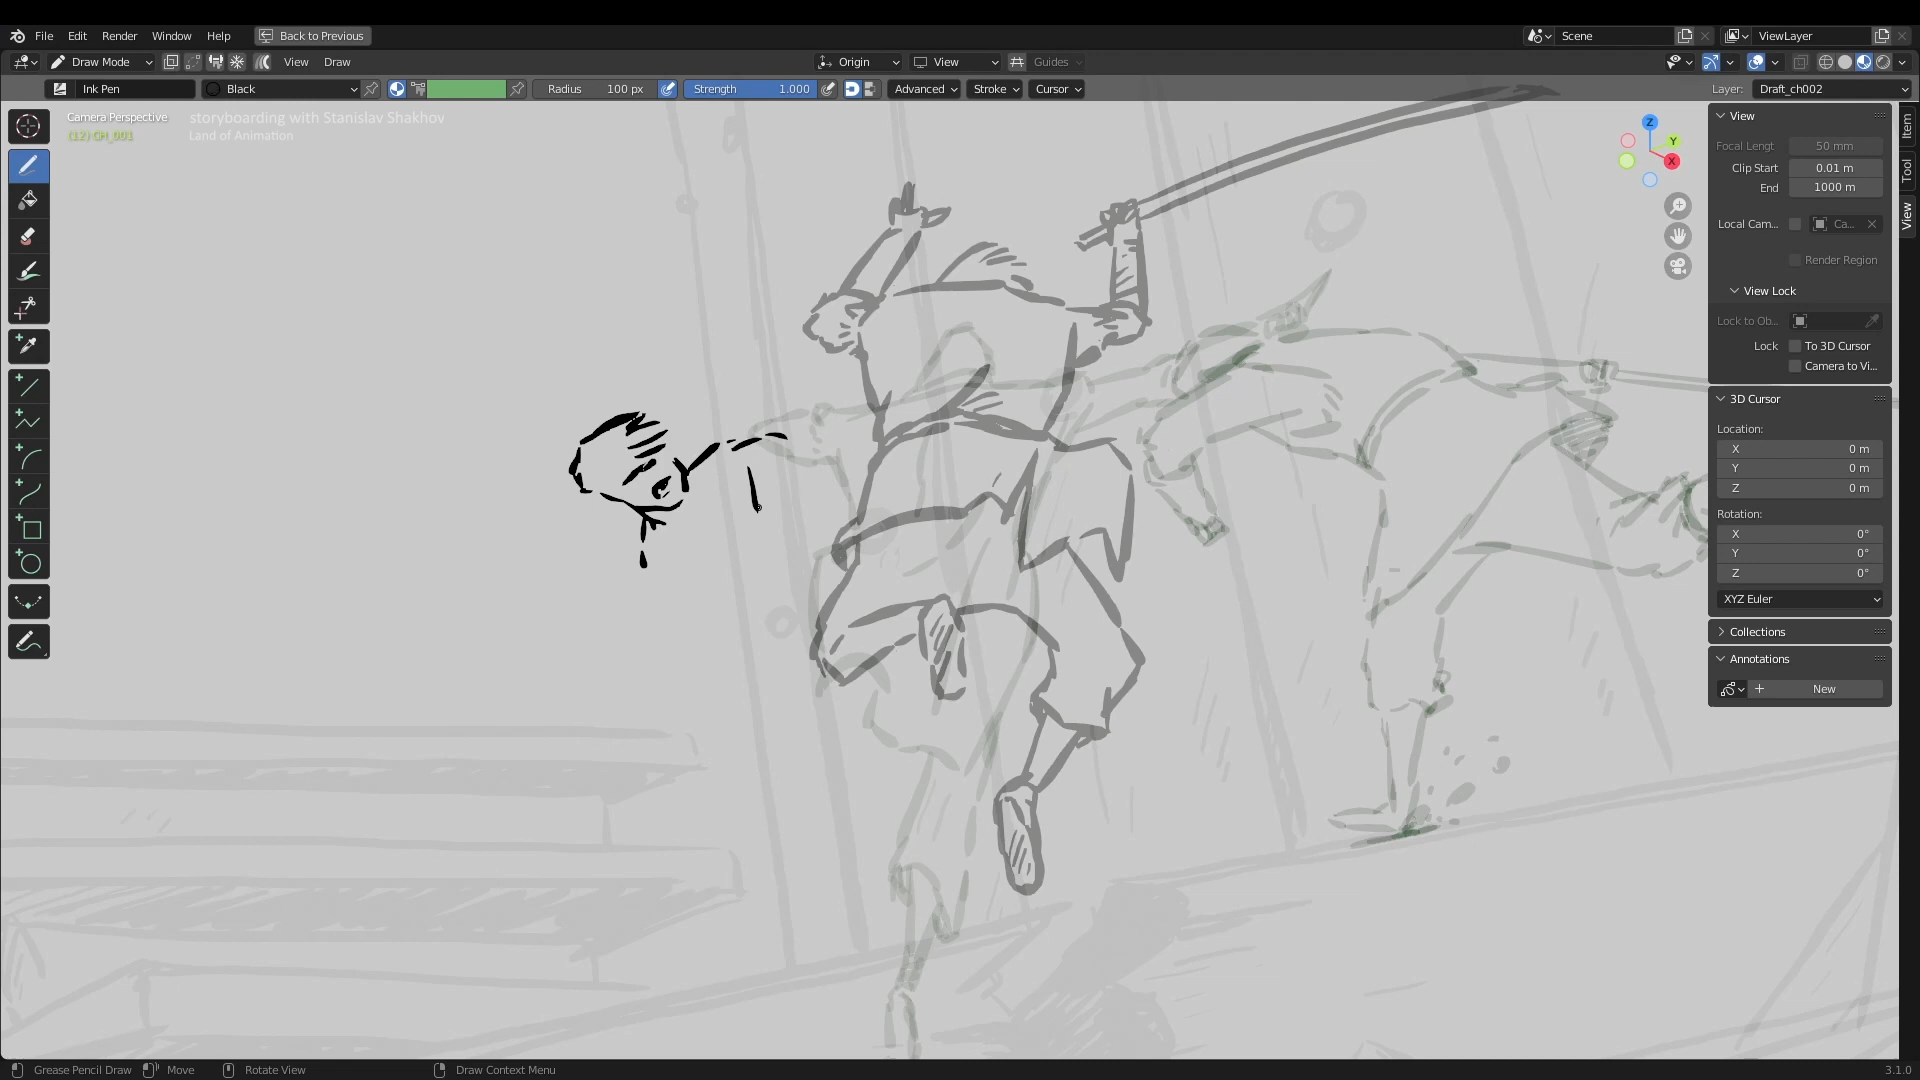 File Edit Render Window Help Back to Previous Scene ViewLayer
Draw Mode View Draw Origin View Guides
Ink Pen Black Radius 100 px Strength 1.000 Advanced Stroke Cursor Layer: Draft_ch002
Camera Perspective
(12) CH_001
storyboarding with Stanislav Shakhov
Land of Animation
Z
Y
X
View
Focal Lengt 50 mm
Clip Start 0.01 m
End 1000 m
Local Cam... Ca...
Render Region
View Lock
Lock to Ob...
Lock To 3D Cursor
Camera to Vi...
3D Cursor
Location:
X 0 m
Y 0 m
Z 0 m
Rotation:
X 0°
Y 0°
Z 0°
XYZ Euler
Collections
Annotations
New
Item
Tool
View
Grease Pencil Draw Move Rotate View Draw Context Menu 3.1.0